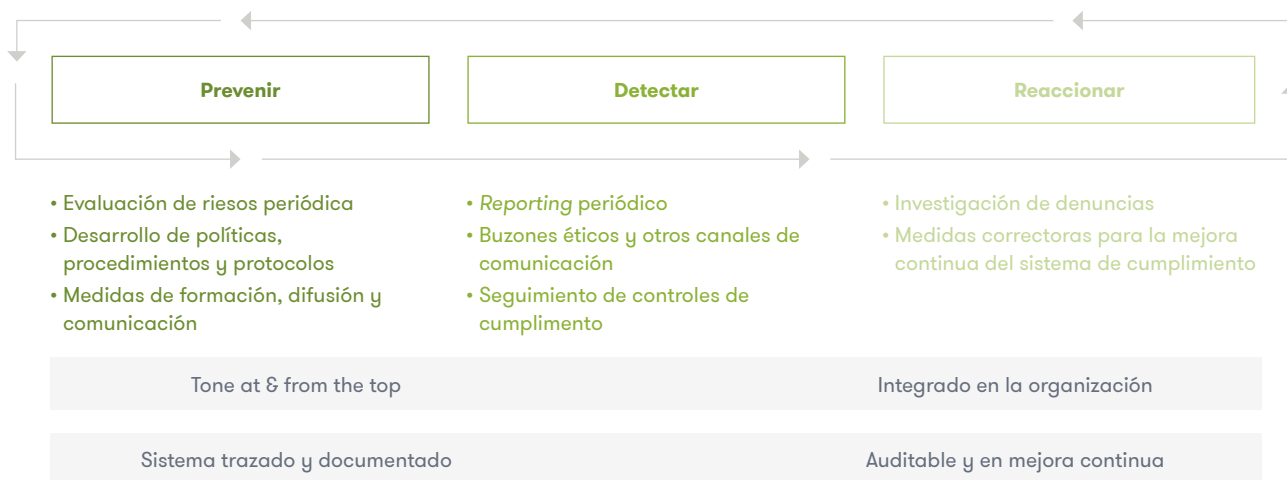 Prevenir
Detectar
Reaccionar
• Evaluación de riesos periódica
• Desarrollo de políticas,
procedimientos y protocolos
• Medidas de formación, difusión y
comunicación
• Reporting periódico
• Buzones éticos y otros canales de
comunicación
• Seguimiento de controles de
cumplimento
• Investigación de denuncias
• Medidas correctoras para la mejora
continua del sistema de cumplimiento
Tone at & from the top
Integrado en la organización
Sistema trazado y documentado
Auditable y en mejora continua